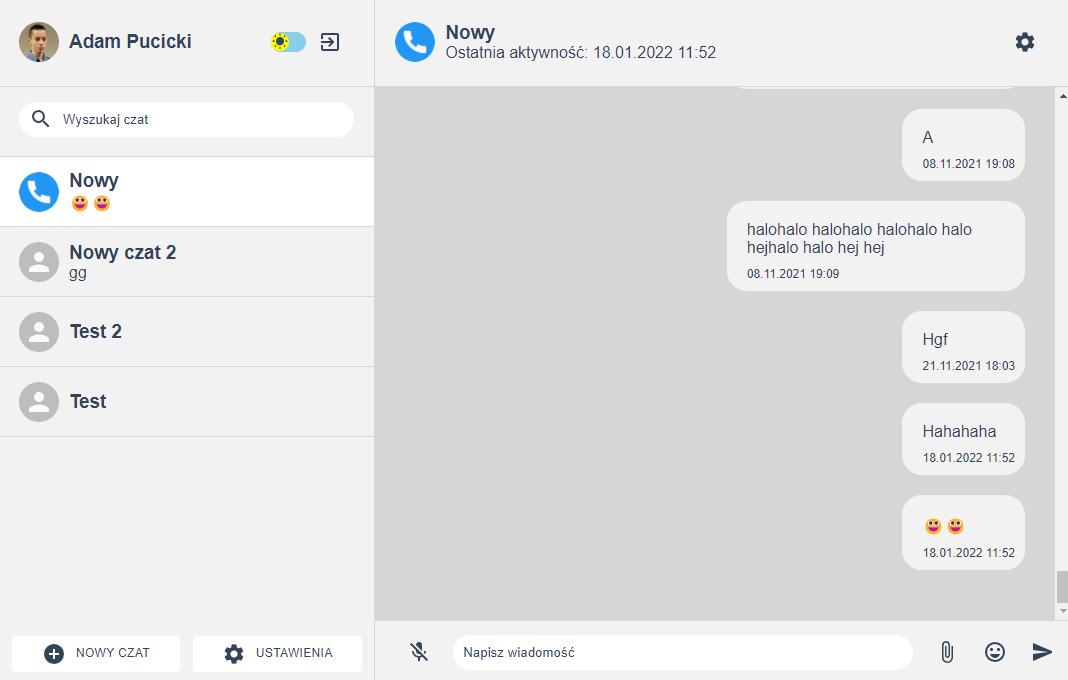 Adam Pucicki
Wyszukaj czat
Nowy
Nowy czat 2
gg
Test 2
Test
NOWY CZAT
USTAWIENIA
Nowy
Ostatnia aktywność: 18.01.2022 11:52
A
08.11.2021 19:08
halohalo halohalo halohalo halo
hejhalo halo hej hej
08.11.2021 19:09
Hgf
21.11.2021 18:03
Hahahaha
18.01.2022 11:52
18.01.2022 11:52
Napisz wiadomość